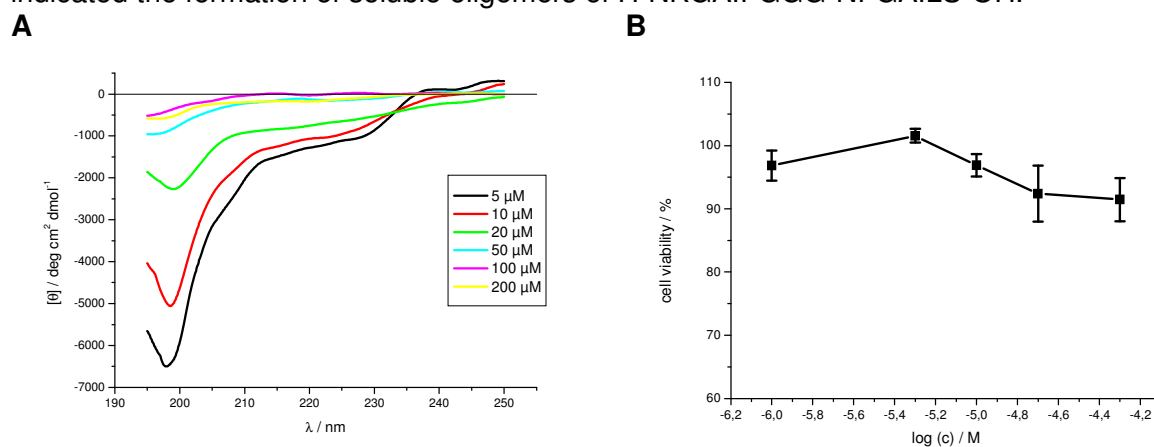 A
B
0
-1000
-2000
-3000
-4000
-5000
-6000
-7000
190
200
210
220
230
240
250
[θ] / deg cm² dmol⁻¹
λ / nm
5 µM
10 µM
20 µM
50 µM
100 µM
200 µM
110
100
90
80
70
60
-6,2
-6,0
-5,8
-5,6
-5,4
-5,2
-5,0
-4,8
-4,6
-4,4
-4,2
cell viability / %
log (c) / M